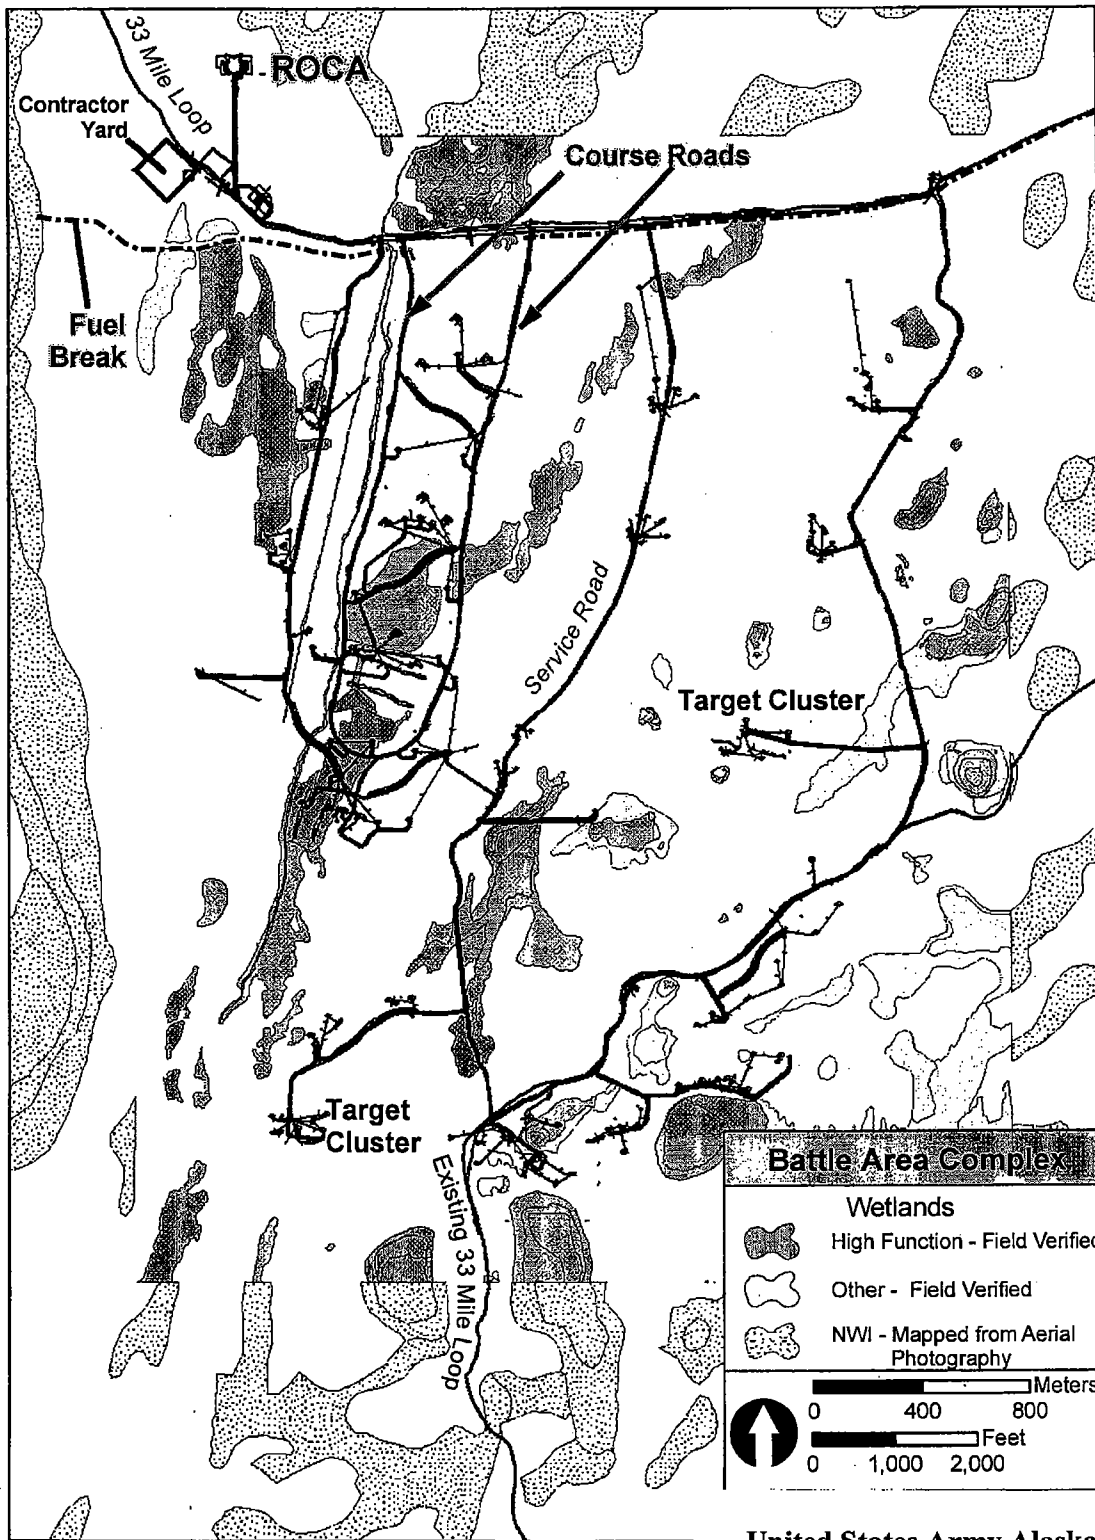 33 Mile Loop
- ROCA
Contractor
Yard
Course Roads
Fuel
Break
Service Road
Target Cluster
Target
Cluster
Existing 33 Mile Loop
Battle Area Complex
Wetlands
High Function - Field Verified
Other - Field Verified
NWI - Mapped from Aerial
Photography
Meters
0 400 800
Feet
0 1,000 2,000
United States Army Alaska